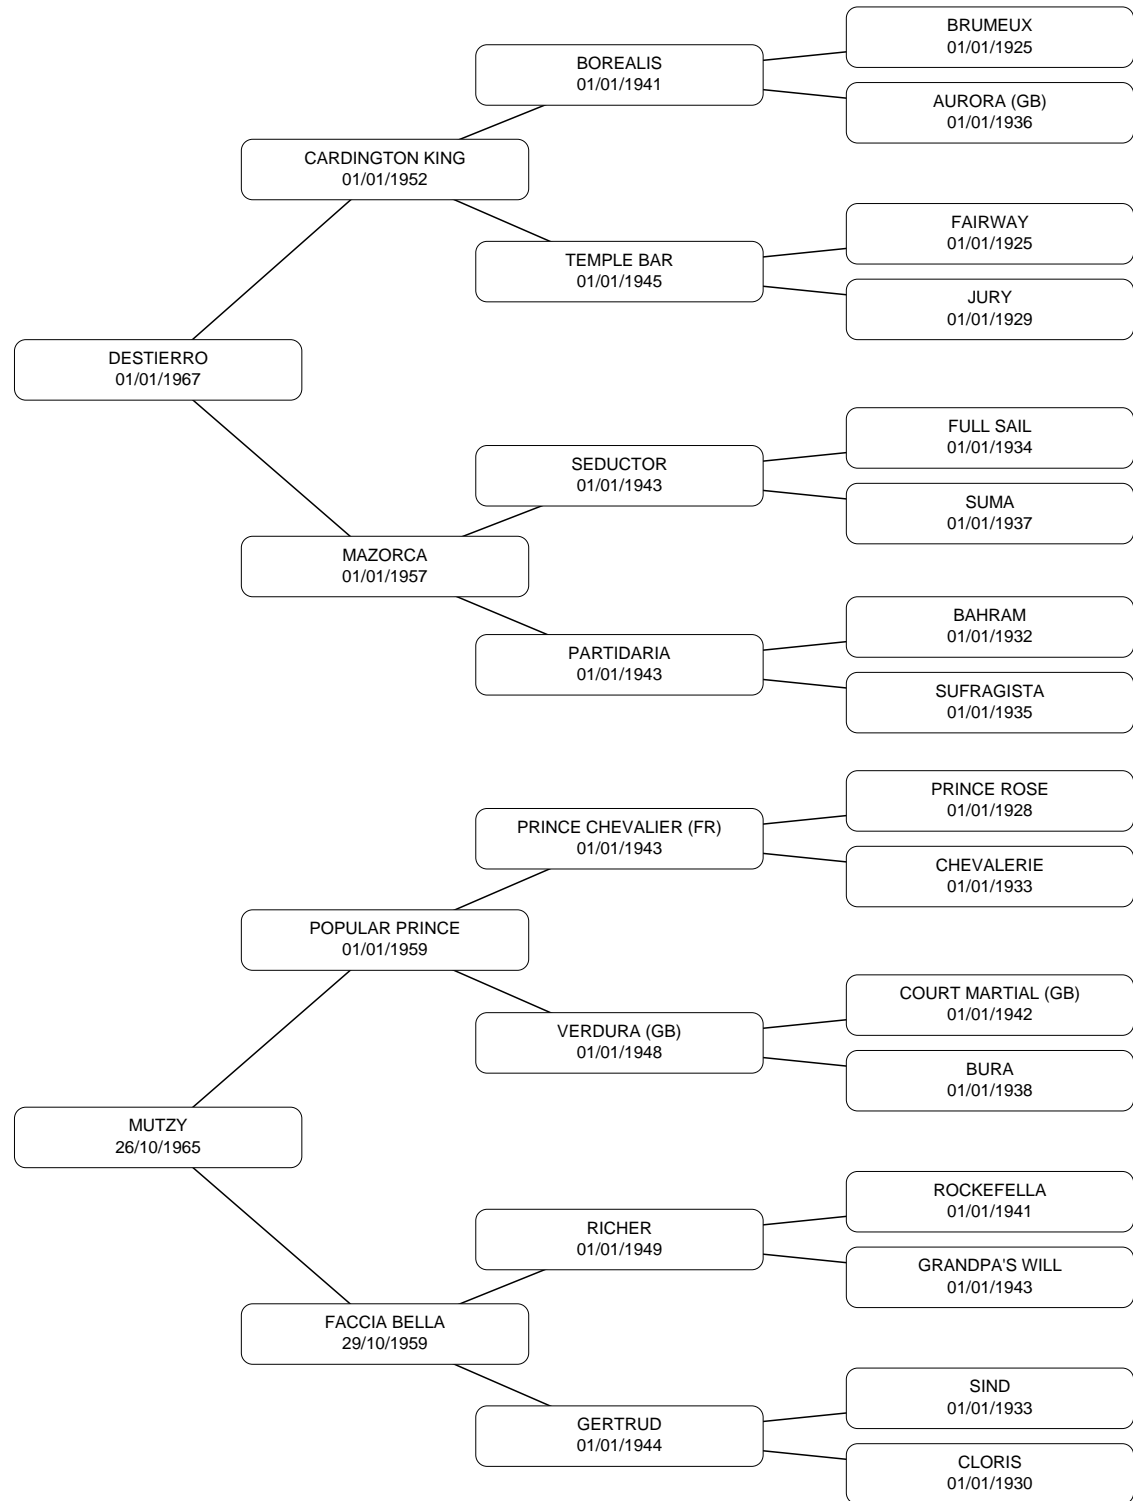 BRUMEUX
01/01/1925
BOREALIS
01/01/1941
AURORA (GB)
01/01/1936
CARDINGTON KING
01/01/1952
FAIRWAY
01/01/1925
TEMPLE BAR
01/01/1945
JURY
01/01/1929
DESTIERRO
01/01/1967
FULL SAIL
01/01/1934
SEDUCTOR
01/01/1943
SUMA
01/01/1937
MAZORCA
01/01/1957
BAHRAM
01/01/1932
PARTIDARIA
01/01/1943
SUFRAGISTA
01/01/1935
PRINCE ROSE
01/01/1928
PRINCE CHEVALIER (FR)
01/01/1943
CHEVALERIE
01/01/1933
POPULAR PRINCE
01/01/1959
COURT MARTIAL (GB)
01/01/1942
VERDURA (GB)
01/01/1948
BURA
01/01/1938
MUTZY
26/10/1965
ROCKEFELLA
01/01/1941
RICHER
01/01/1949
GRANDPA'S WILL
01/01/1943
FACCIA BELLA
29/10/1959
SIND
01/01/1933
GERTRUD
01/01/1944
CLORIS
01/01/1930